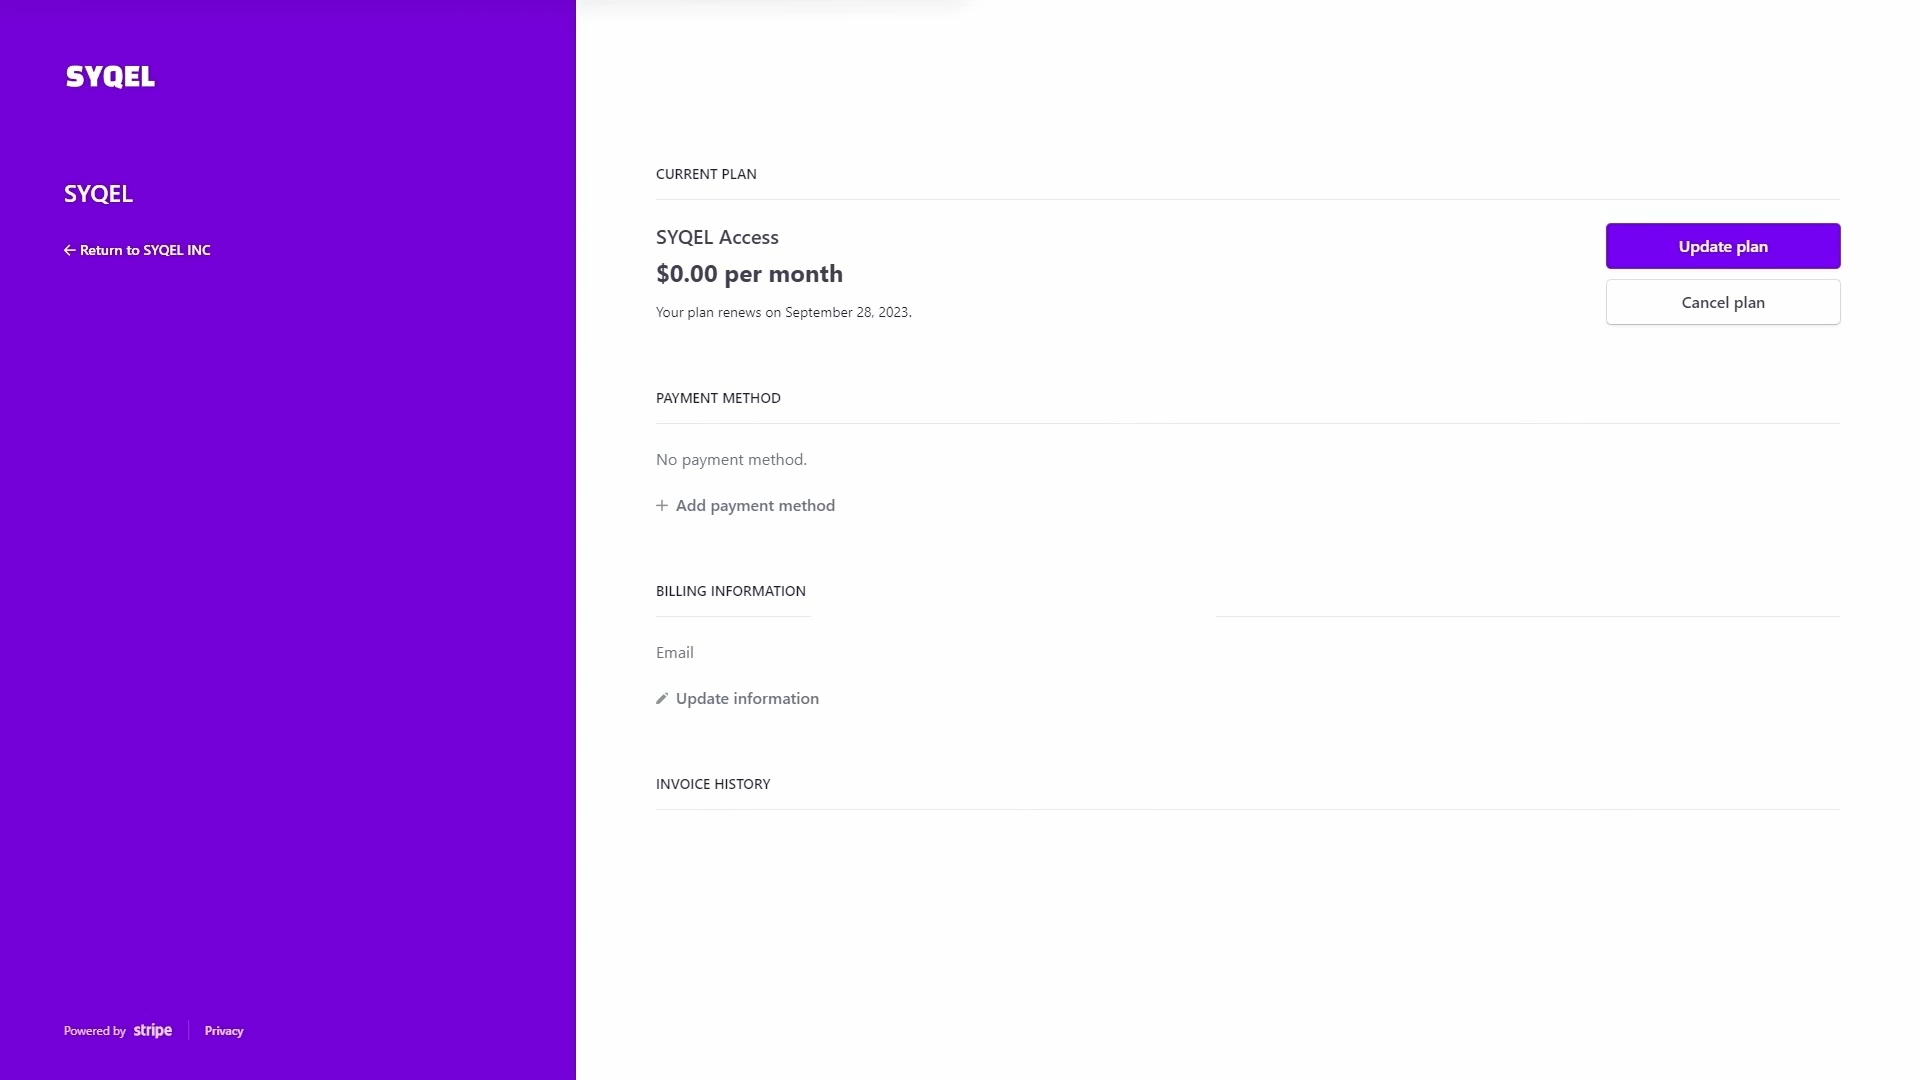 SYQEL
SYQEL
Return to SYQEL INC
CURRENT PLAN
SYQEL Access
$0.00 per month
Your plan renews on September 28, 2023.
Update plan
Cancel plan
PAYMENT METHOD
No payment method.
Add payment method
BILLING INFORMATION
Email
Update information
INVOICE HISTORY
Powered by stripe
Privacy